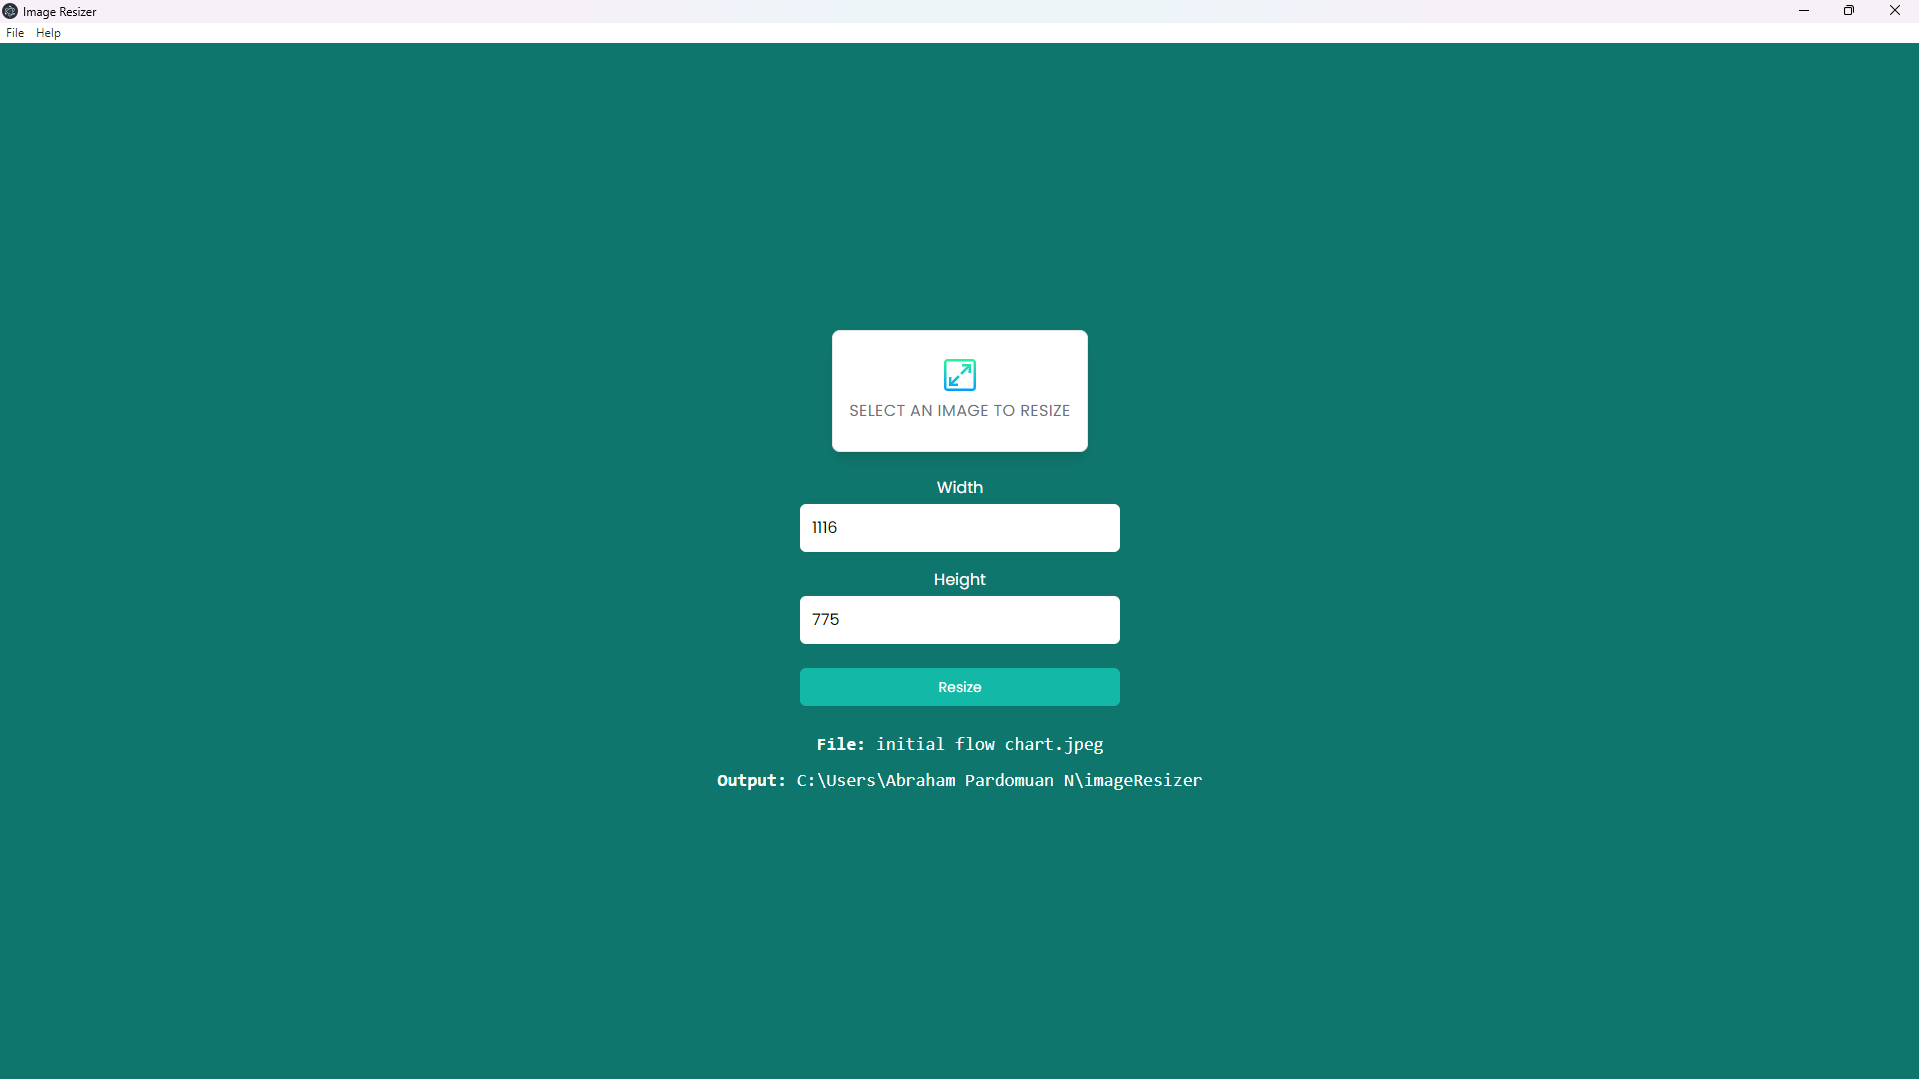 Image Resizer
File Help
SELECT AN IMAGE TO RESIZE
Width
1116
Height
775
Resize
File: initial flow chart.jpeg
Output: C:\Users\Abraham Pardomuan N\imageResizer